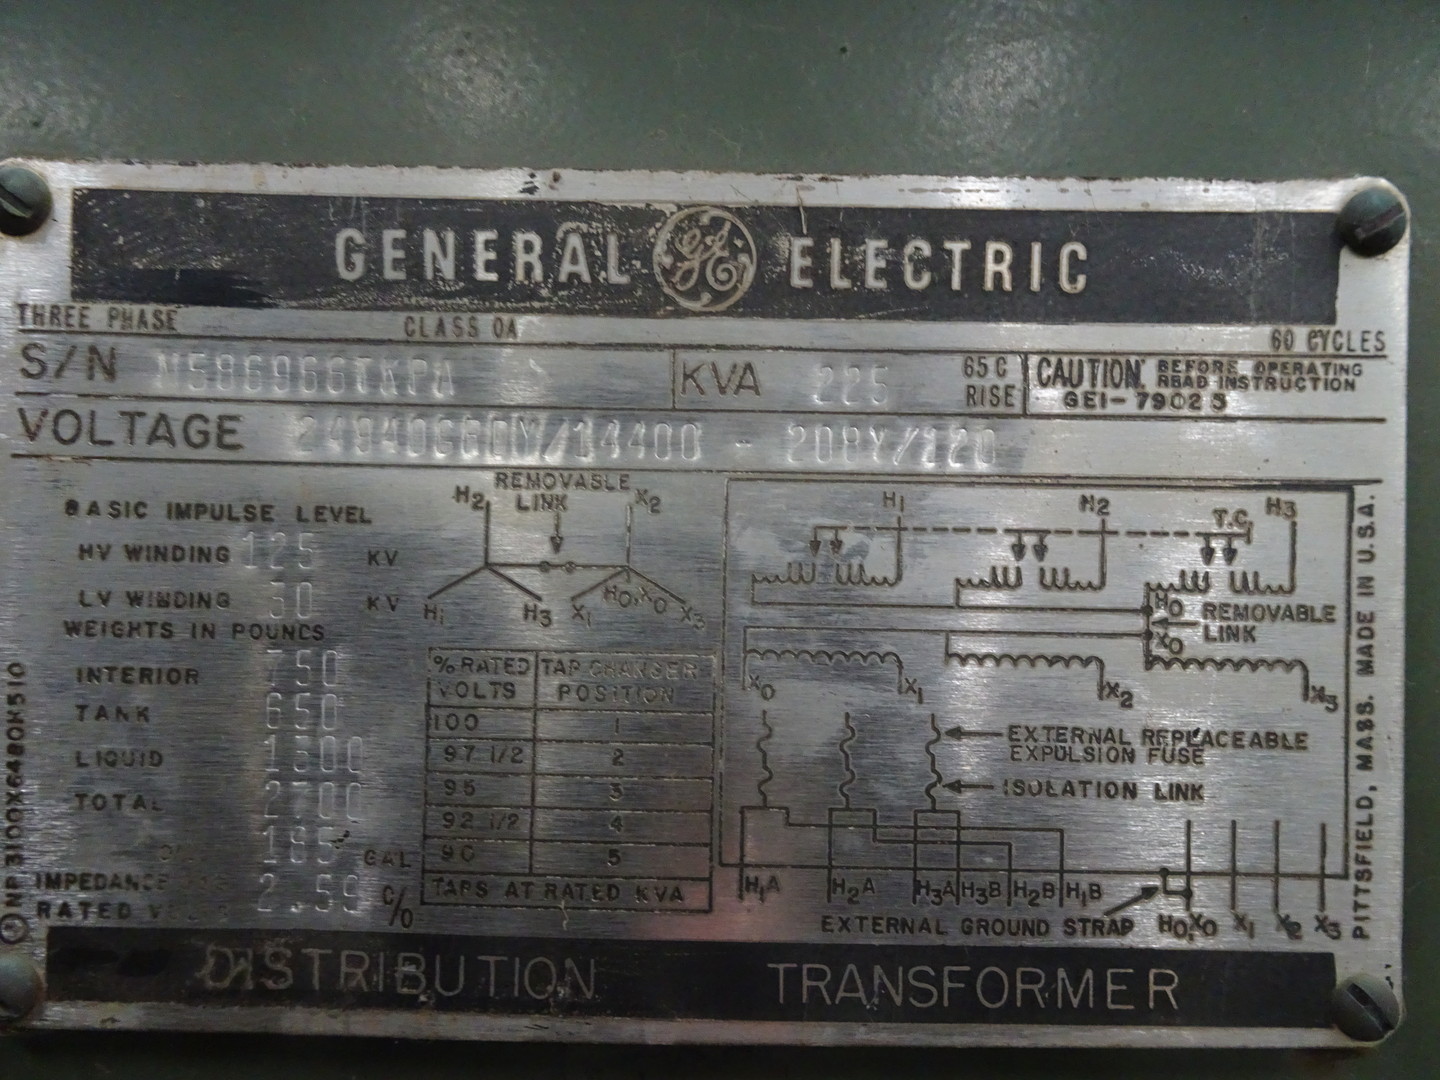 GENERAL GE ELECTRIC
THREE PHASE CLASS OA 60 CYCLES
S/N KVA 225 65 C RISE CAUTION BEFORE OPERATING READ INSTRUCTION GEI-79025
VOLTAGE 24940GRDY/14400 - 208Y/120
BASIC IMPULSE LEVEL
HV WINDING 125 KV
LV WINDING 30 KV
WEIGHTS IN POUNDS
INTERIOR 750
TANK 650
LIQUID 1300
TOTAL 2700
185 GAL
IMPEDANCE
RATED 2.59 %
H2 REMOVABLE LINK X2
H1 H3 X1 H0,X0 X3
% RATED VOLTS TAP CHANGER POSITION
100 1
97 1/2 2
95 3
92 1/2 4
90 5
TAPS AT RATED KVA
H1 H2 T.C. H3
H0 REMOVABLE
X0 LINK
X0 X1 X2 X3
EXTERNAL REPLACEABLE
EXPULSION FUSE
ISOLATION LINK
H1A H2A H3A H3B H2B H1B
EXTERNAL GROUND STRAP H0,X0 X1 X2 X3
PITTSFIELD, MASS. MADE IN U.S.A.
NP 3100X6480H510
DISTRIBUTION TRANSFORMER